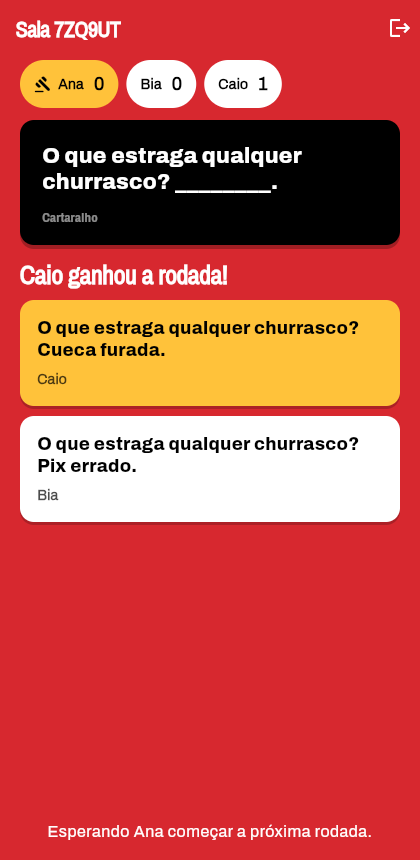 Sala 7ZQ9UT
Ana 0
Bia 0
Caio 1
O que estraga qualquer
churrasco? ________.
Cartaralho
Caio ganhou a rodada!
O que estraga qualquer churrasco?
Cueca furada.
Caio
O que estraga qualquer churrasco?
Pix errado.
Bia
Esperando Ana começar a próxima rodada.